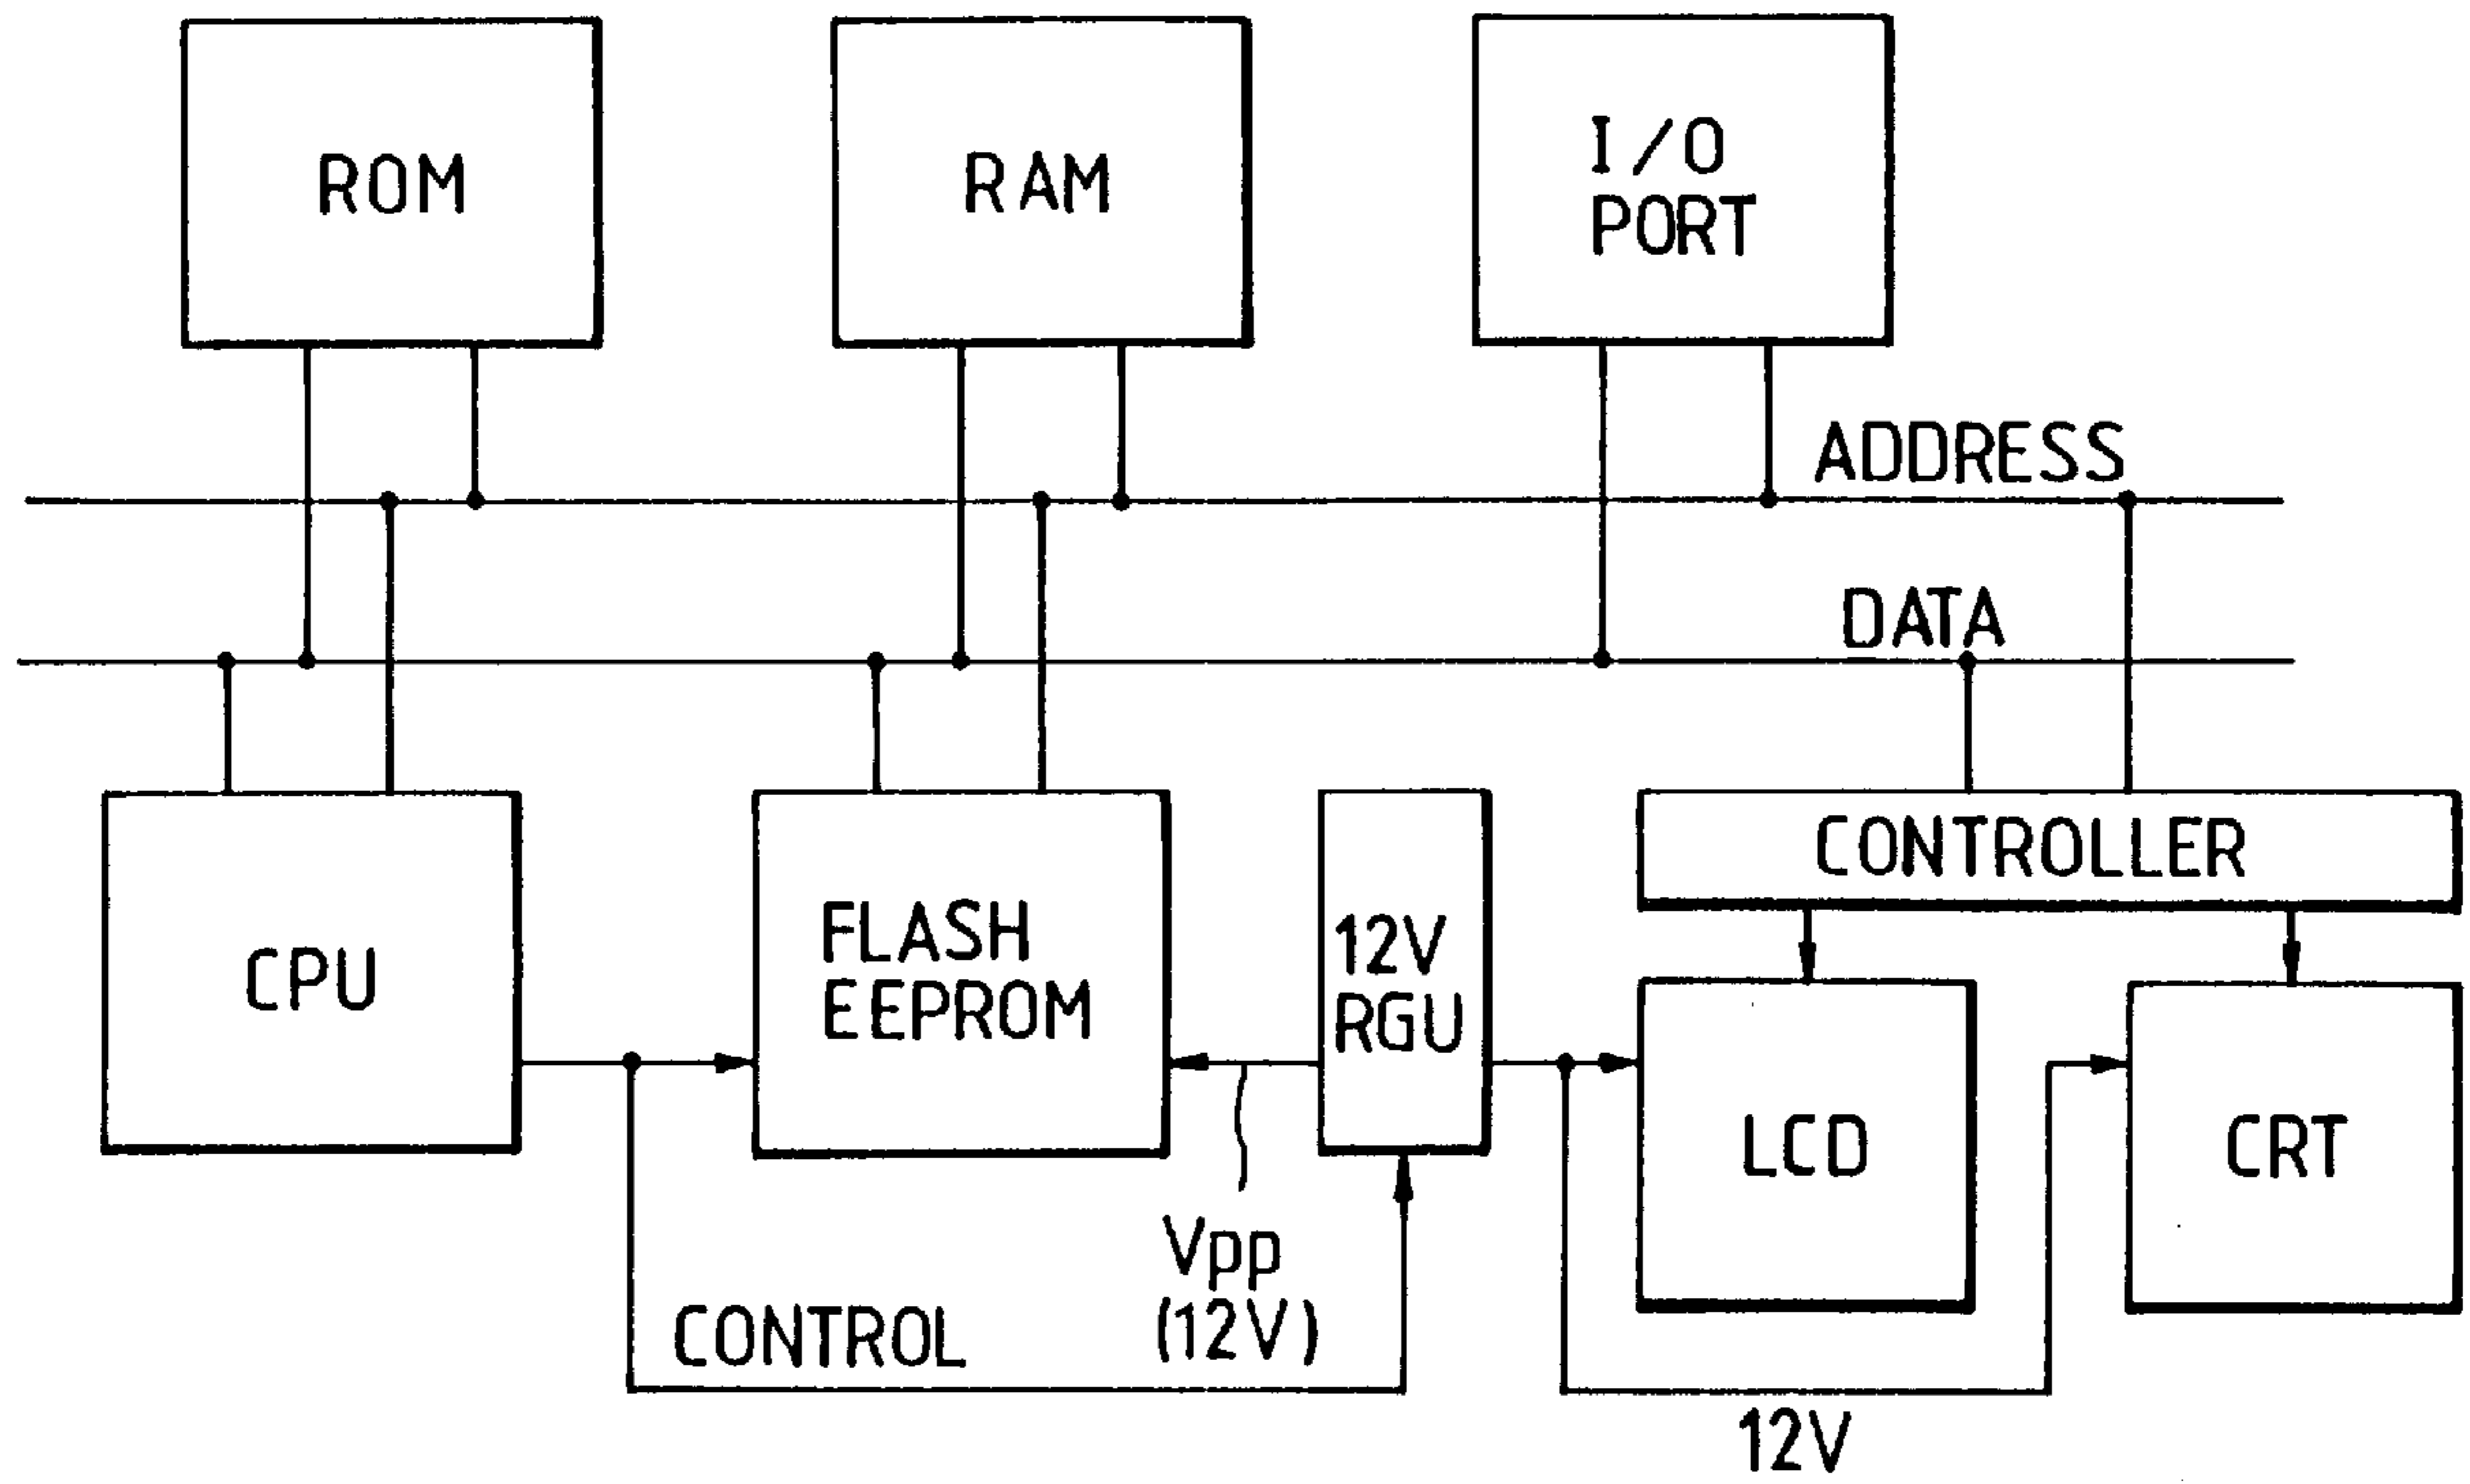 ROM
RAM
I/O
PORT
ADDRESS
DATA
CPU
FLASH
EEPROM
12V
RGU
CONTROLLER
LCD
CRT
Vpp
(12V)
CONTROL
12V